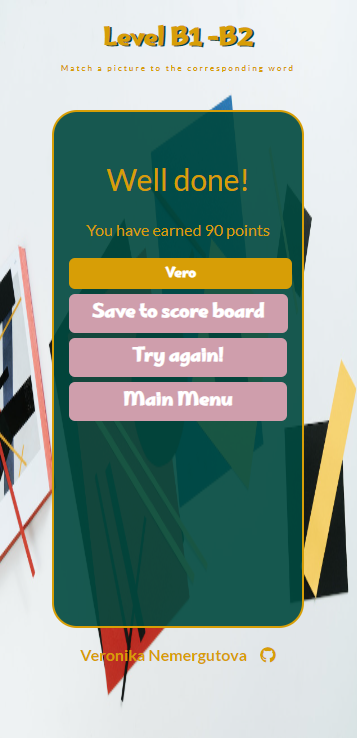 Level B1 -B2
Match a picture to the corresponding word
Well done!
You have earned 90 points
Vero
Save to score board
Try again!
Main Menu
Veronika Nemergutova